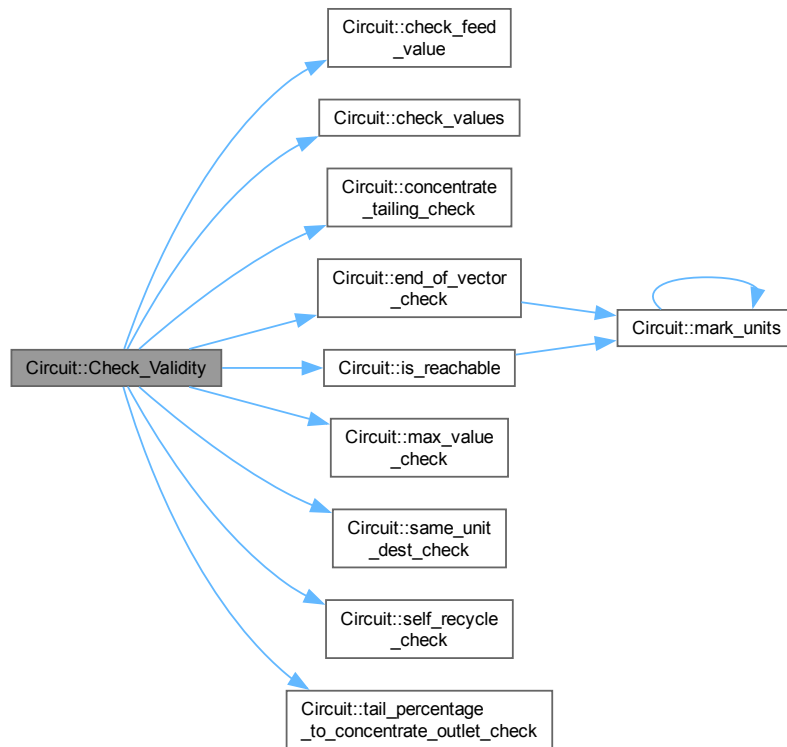 Circuit::check_feed
_value
Circuit::check_values
Circuit::concentrate
_tailing_check
Circuit::end_of_vector
_check
Circuit::mark_units
Circuit::Check_Validity
Circuit::is_reachable
Circuit::max_value
_check
Circuit::same_unit
_dest_check
Circuit::self_recycle
_check
Circuit::tail_percentage
_to_concentrate_outlet_check